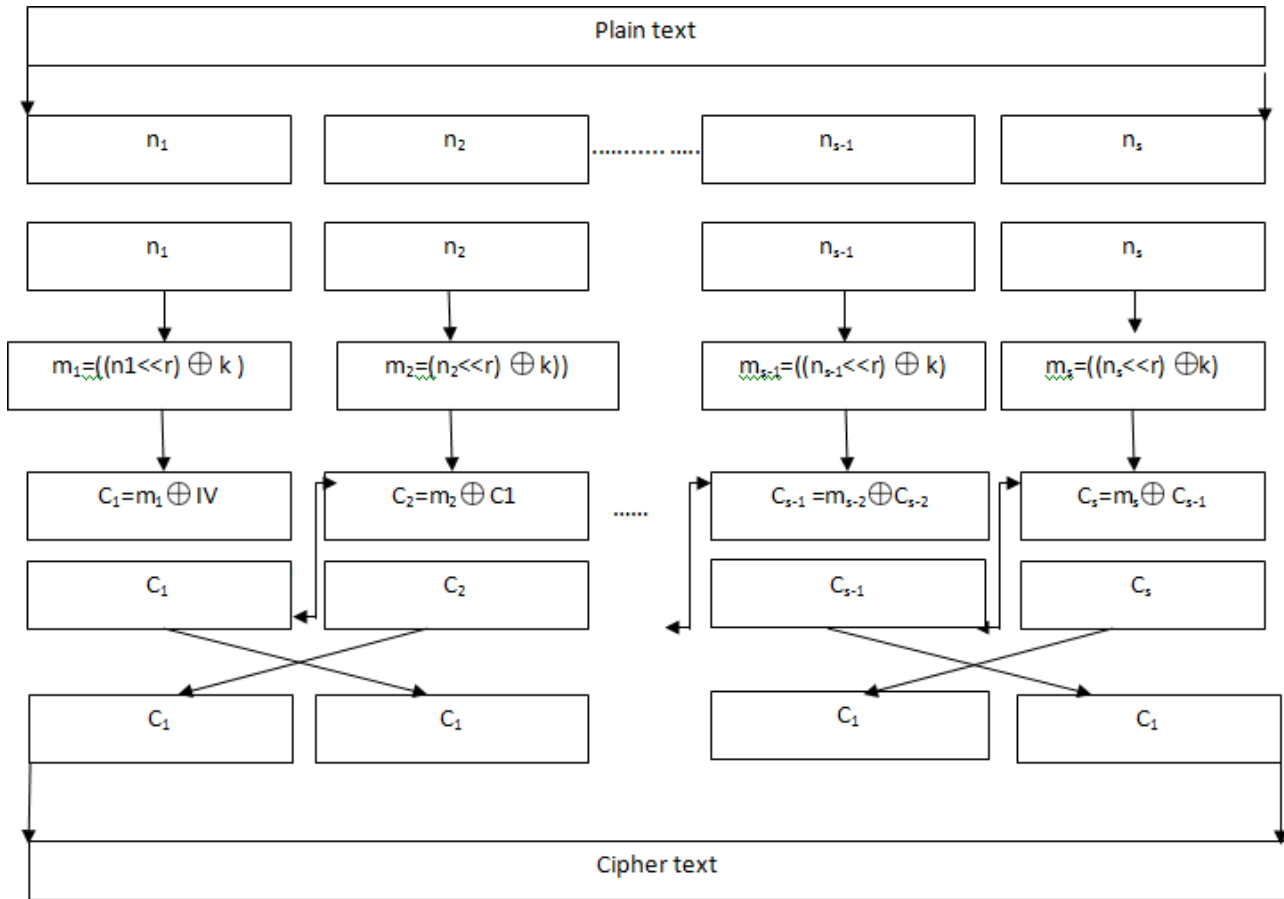 Plain text
n₁ n₂ ........... ..... nₛ₋₁ nₛ
n₁ n₂ nₛ₋₁ nₛ
m₁=((n1<<r) ⊕ k ) m₂=(n₂<<r) ⊕ k)) mₛ₋₁=((nₛ₋₁<<r) ⊕ k) mₛ=((nₛ<<r) ⊕k)
C₁=m₁ ⊕ IV C₂=m₂ ⊕ C1 ...... Cₛ₋₁ =mₛ₋₂⊕Cₛ₋₂ Cₛ=mₛ ⊕ Cₛ₋₁
C₁ C₂ Cₛ₋₁ Cₛ
C₁ C₁ C₁ C₁
Cipher text